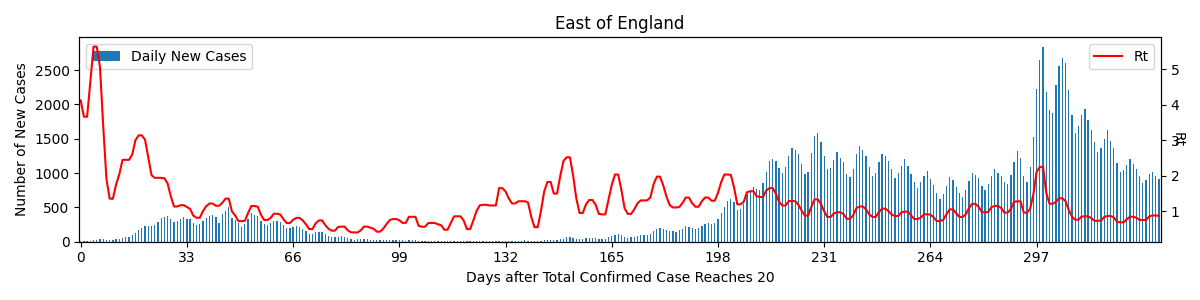 East of England
Daily New Cases
Rt
Number of New Cases
2500
2000
1500
1000
500
0
5
4
3
2
1
Rt
0 33 66 99 132 165 198 231 264 297
Days after Total Confirmed Case Reaches 20